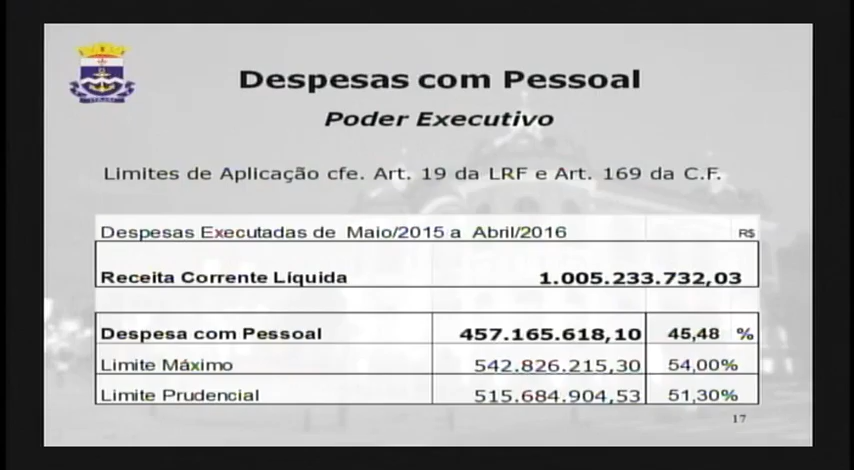 Despesas com Pessoal
Poder Executivo
Limites de Aplicação cfe. Art. 19 da LRF e Art. 169 da C.F.
Despesas Executadas de Maio/2015 a Abril/2016 R$
Receita Corrente Líquida 1.005.233.732,03
Despesa com Pessoal 457.165.618,10 45,48 %
Limite Máximo 542.826.215,30 54,00%
Limite Prudencial 515.684.904,53 51,30%
17